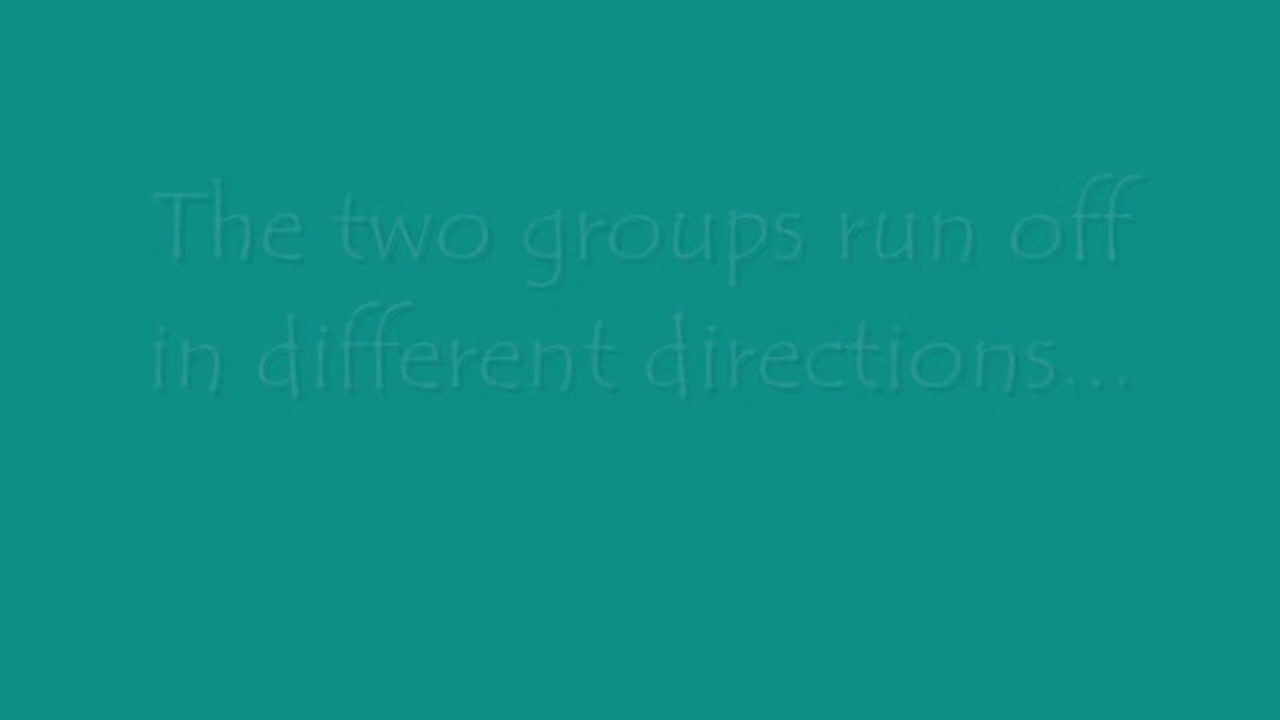 The two groups run off
in different directions...